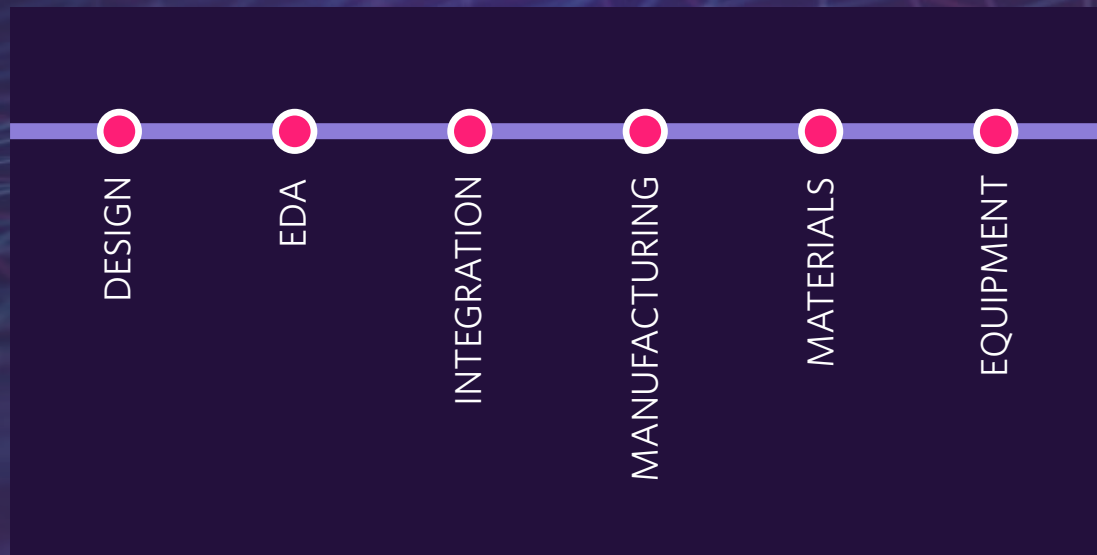 DESIGN
EDA
INTEGRATION
MANUFACTURING
MATERIALS
EQUIPMENT